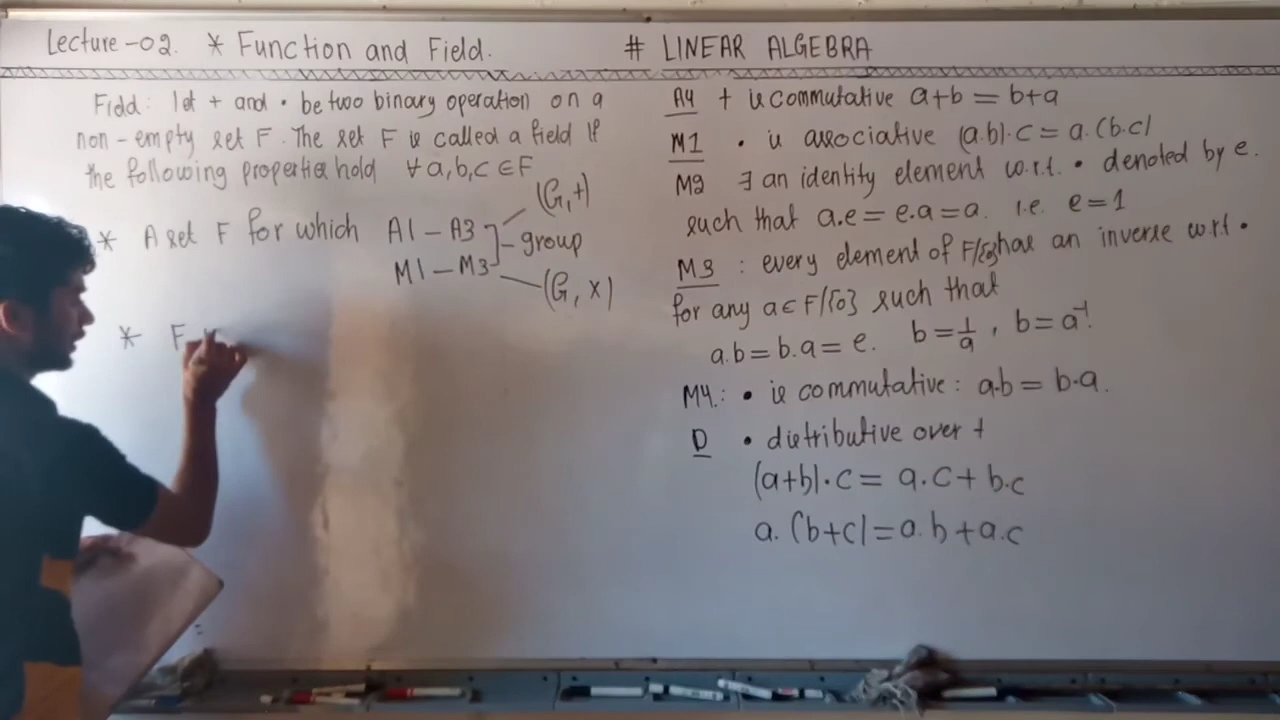 Lecture-02. * Function and Field. # LINEAR ALGEBRA
Field: let + and • be two binary operation on a
non-empty set F. The set F is called a field if
the following propertie hold ∀ a,b,c ∈ F
* A set F for which A1 – A3 ] – group (G,+)
M1 – M3 (G, x)
* F
A4 + is commutative a+b = b+a
M1 • is associative (a.b).c = a.(b.c)
M2 ∃ an identity element w.r.t. • denoted by e.
such that a.e = e.a = a. i.e. e = 1
M3 : every element of F/{0} has an inverse w.r.t •
for any a ∈ F/{0} such that
a.b = b.a = e. b = 1/a , b = a⁻¹.
M4.: • is commutative: a.b = b.a.
D • distributive over +
(a+b).c = a.c + b.c
a.(b+c) = a.b + a.c